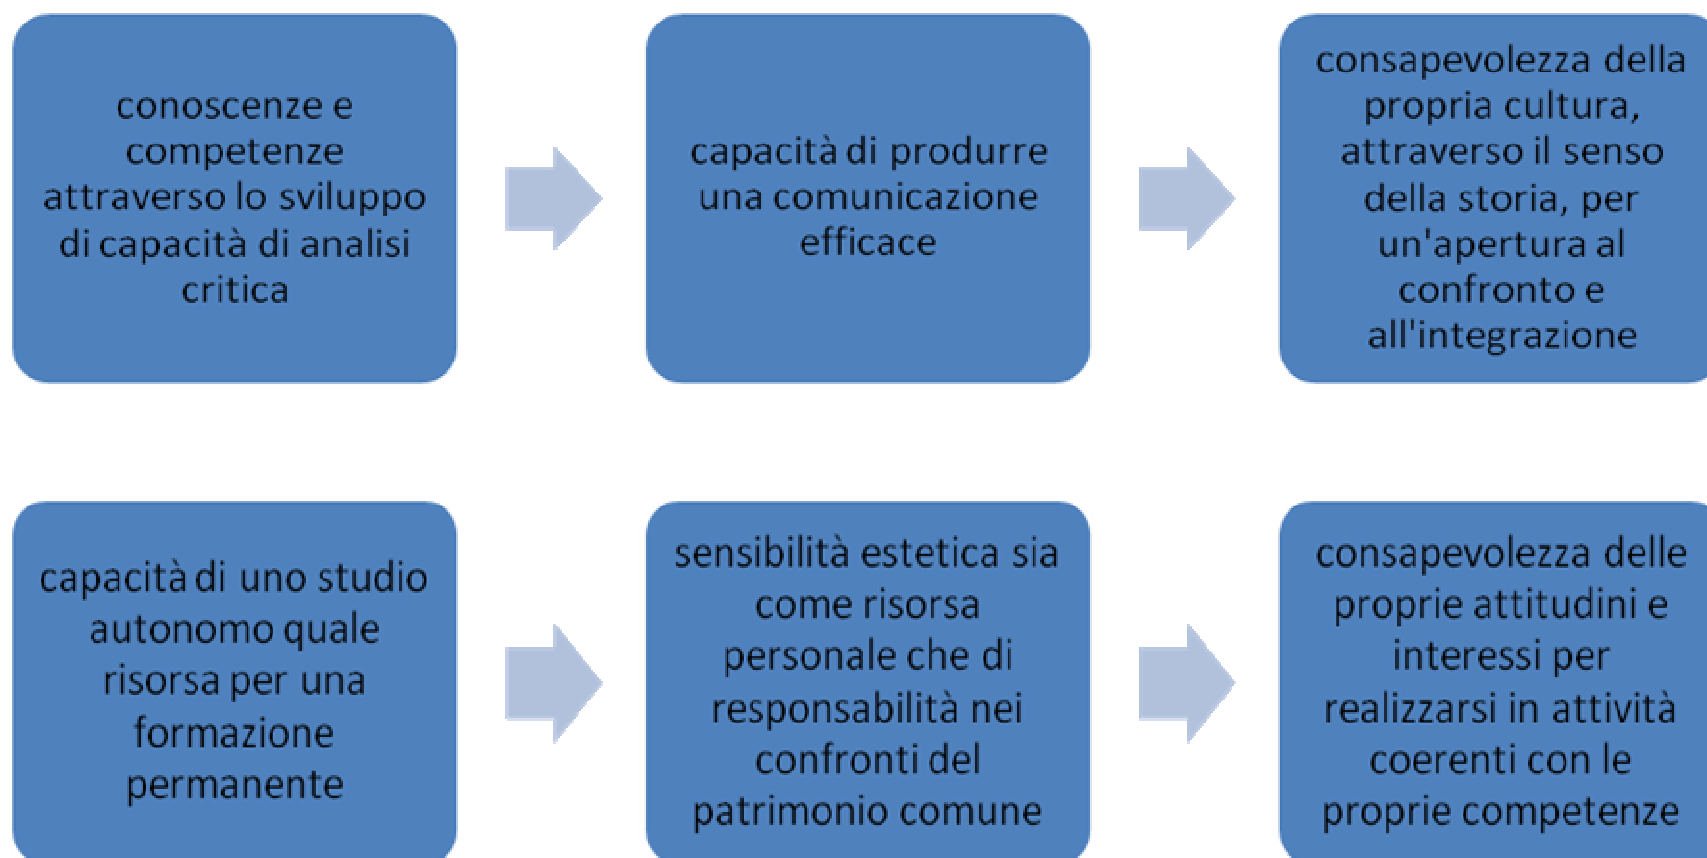 conoscenze e
competenze
attraverso lo sviluppo
di capacità di analisi
critica
capacità di produrre
una comunicazione
efficace
consapevolezza della
propria cultura,
attraverso il senso
della storia, per
un'apertura al
confronto e
all'integrazione
capacità di uno studio
autonomo quale
risorsa per una
formazione
permanente
sensibilità estetica sia
come risorsa
personale che di
responsabilità nei
confronti del
patrimonio comune
consapevolezza delle
proprie attitudini e
interessi per
realizzarsi in attività
coerenti con le
proprie competenze